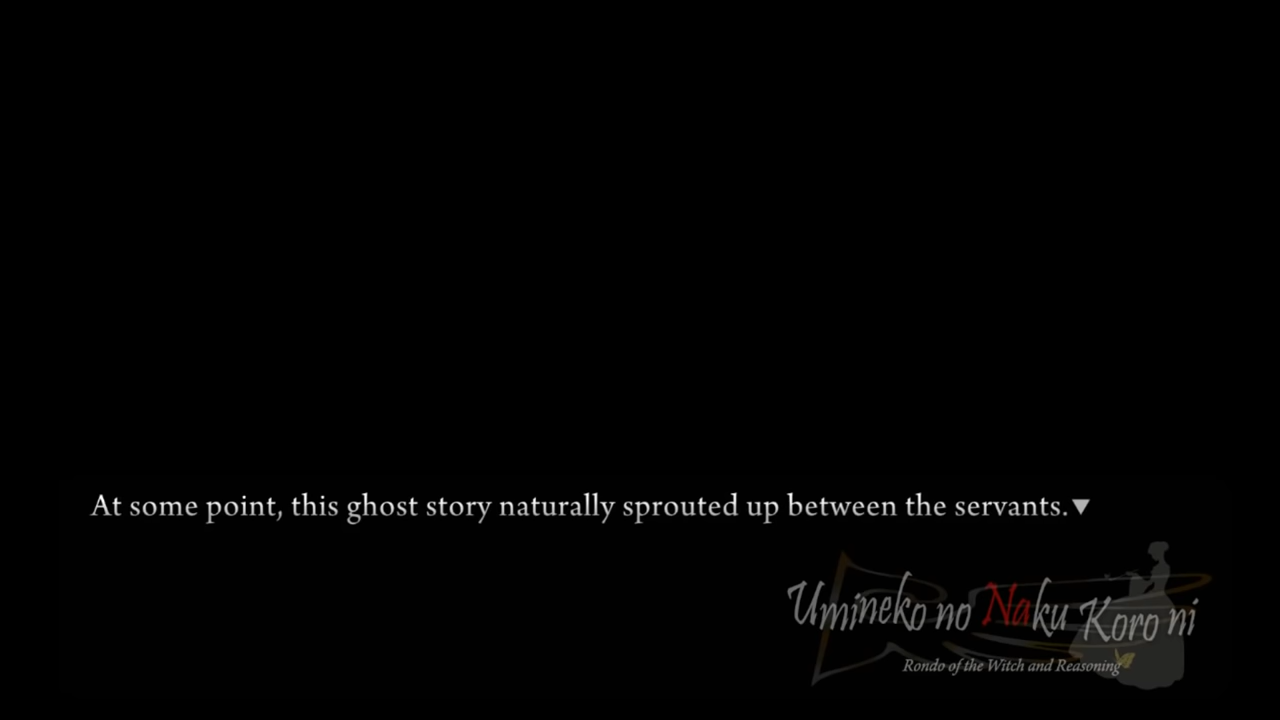 At some point, this ghost story naturally sprouted up between the servants.▼
Umineko no Naku Koro ni
Rondo of the Witch and Reasoning